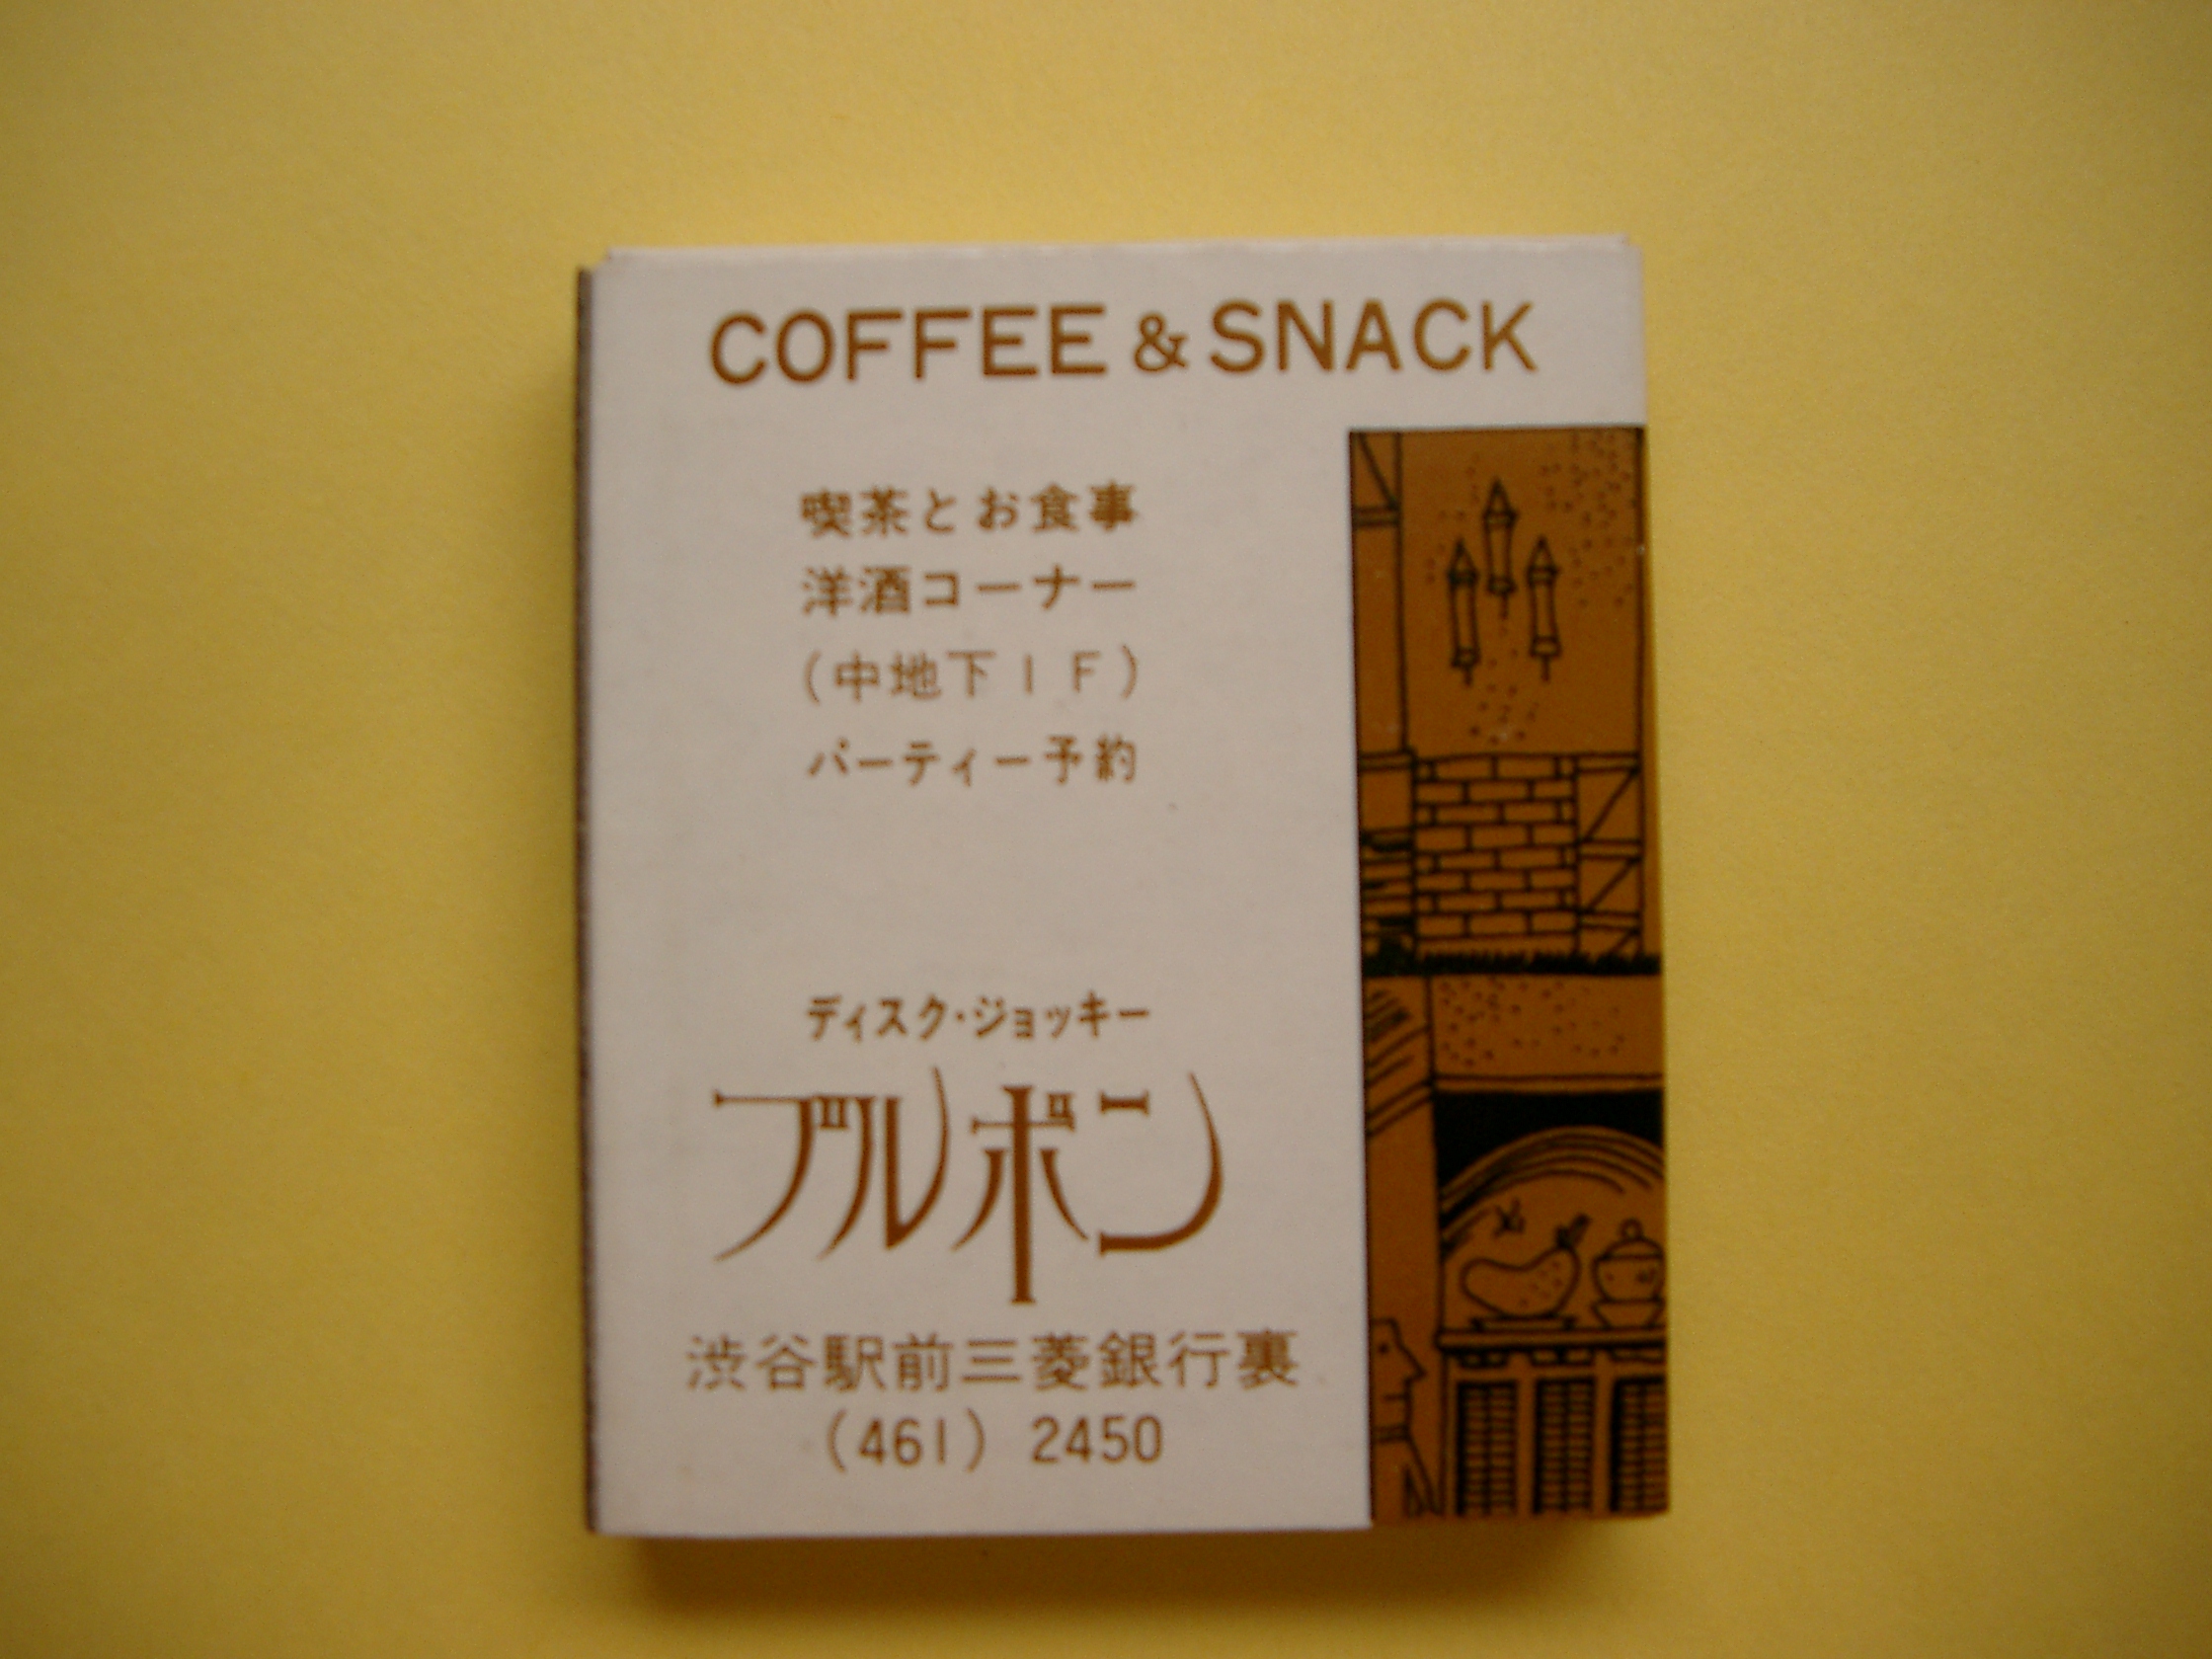 COFFEE & SNACK
喫茶とお食事
洋酒コーナー
(中地下1F)
パーティー予約
ディスク・ジョッキー
ブルボン
渋谷駅前三菱銀行裏
(461) 2450